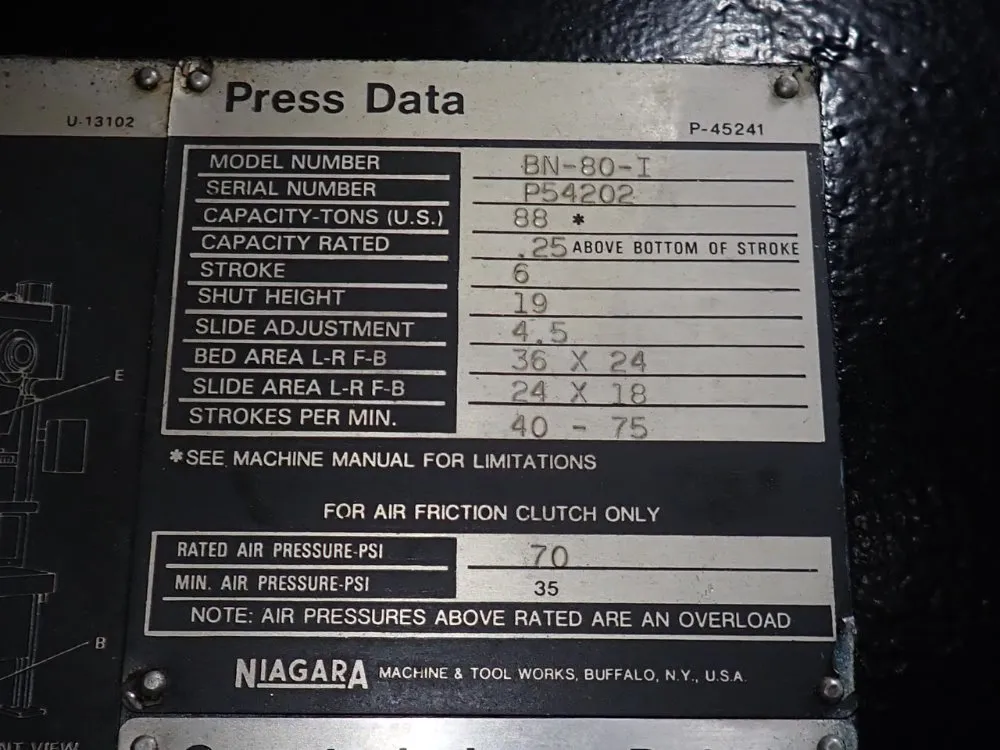 U-13102
Press Data
P-45241
MODEL NUMBER BN-80-I
SERIAL NUMBER P54202
CAPACITY-TONS (U.S.) 88 *
CAPACITY RATED .25 ABOVE BOTTOM OF STROKE
STROKE 6
SHUT HEIGHT 19
SLIDE ADJUSTMENT 4.5
BED AREA L-R F-B 36 X 24
SLIDE AREA L-R F-B 24 X 18
STROKES PER MIN. 40 - 75
*SEE MACHINE MANUAL FOR LIMITATIONS
FOR AIR FRICTION CLUTCH ONLY
RATED AIR PRESSURE-PSI 70
MIN. AIR PRESSURE-PSI 35
NOTE: AIR PRESSURES ABOVE RATED ARE AN OVERLOAD
NIAGARA MACHINE & TOOL WORKS, BUFFALO, N.Y., U.S.A.
E
B
VIEW